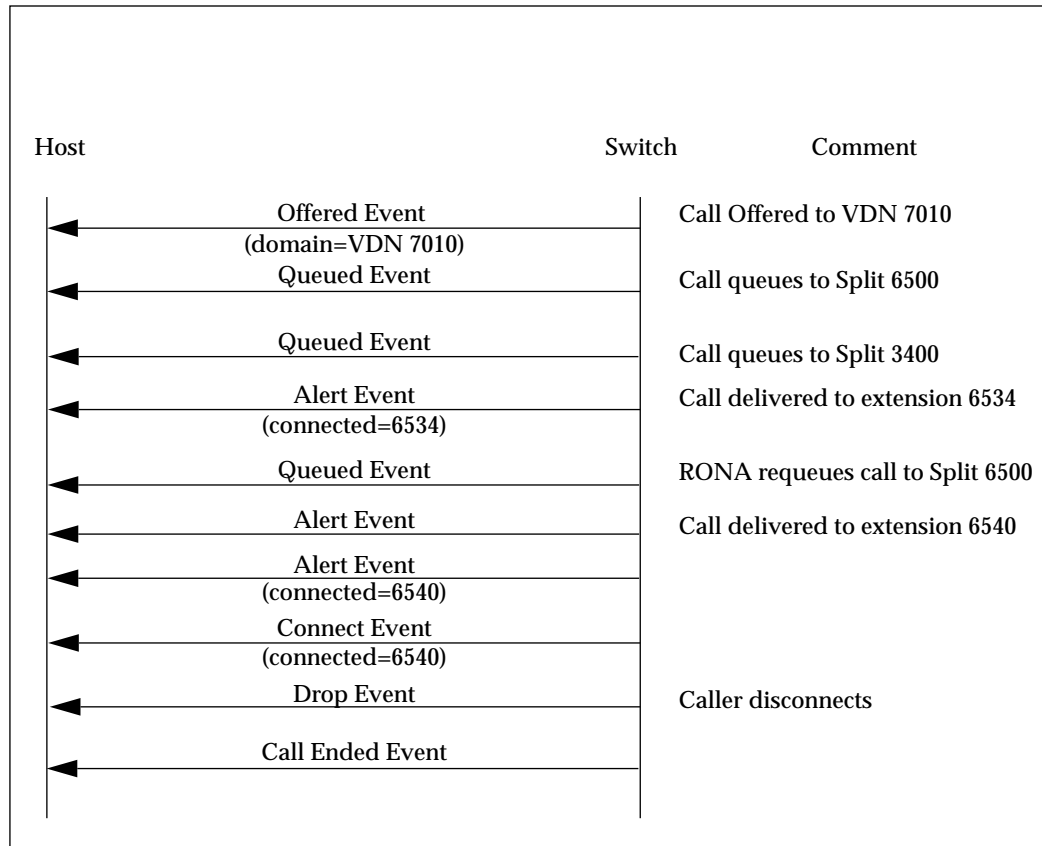 Host Switch Comment
Offered Event Call Offered to VDN 7010
(domain=VDN 7010)
Queued Event Call queues to Split 6500
Queued Event Call queues to Split 3400
Alert Event Call delivered to extension 6534
(connected=6534)
Queued Event RONA requeues call to Split 6500
Alert Event Call delivered to extension 6540
Alert Event
(connected=6540)
Connect Event
(connected=6540)
Drop Event Caller disconnects
Call Ended Event